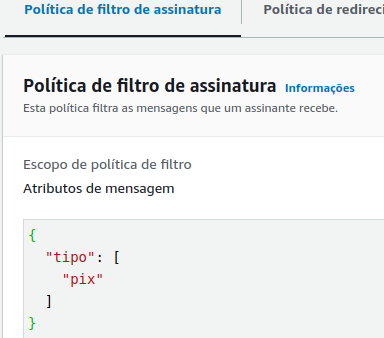 Política de filtro de assinatura Política de redireci
Política de filtro de assinatura Informações
Esta política filtra as mensagens que um assinante recebe.
Escopo de política de filtro
Atributos de mensagem
{
"tipo": [
"pix"
]
}